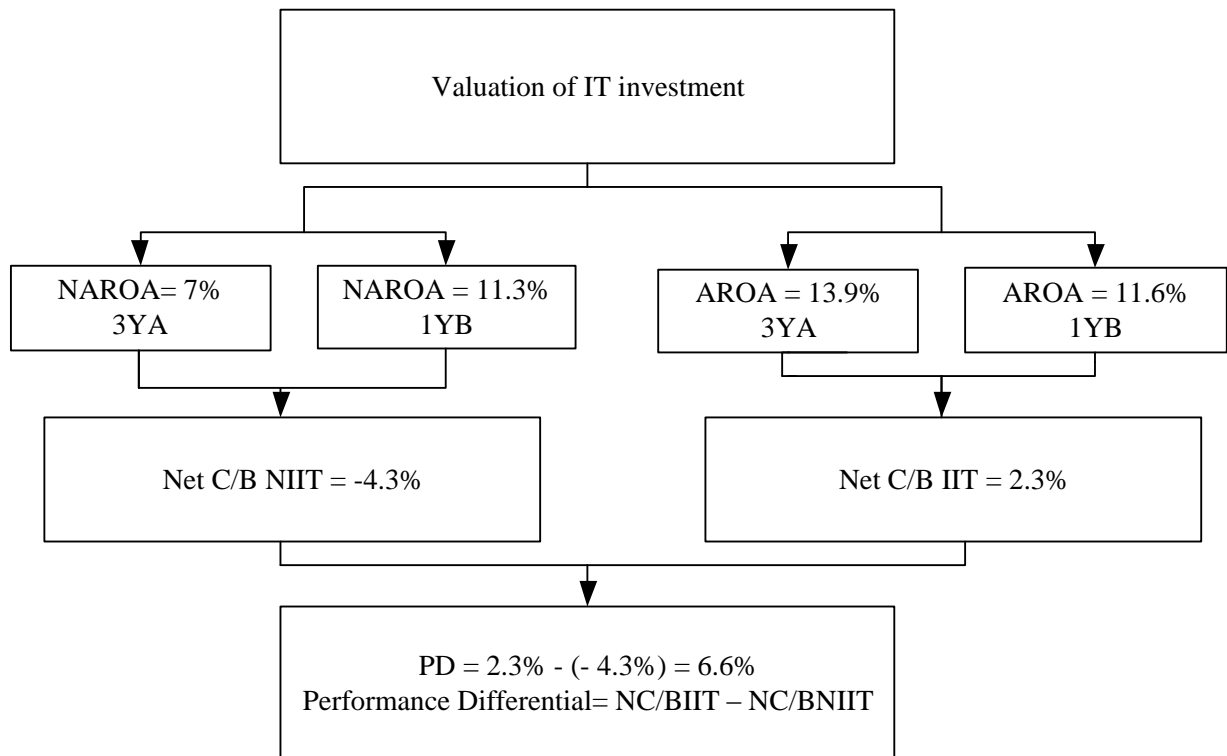 Valuation of IT investment
NAROA= 7%
3YA
NAROA = 11.3%
1YB
AROA = 13.9%
3YA
AROA = 11.6%
1YB
Net C/B NIIT = -4.3%
Net C/B IIT = 2.3%
PD = 2.3% - (- 4.3%) = 6.6%
Performance Differential= NC/BIIT – NC/BNIIT